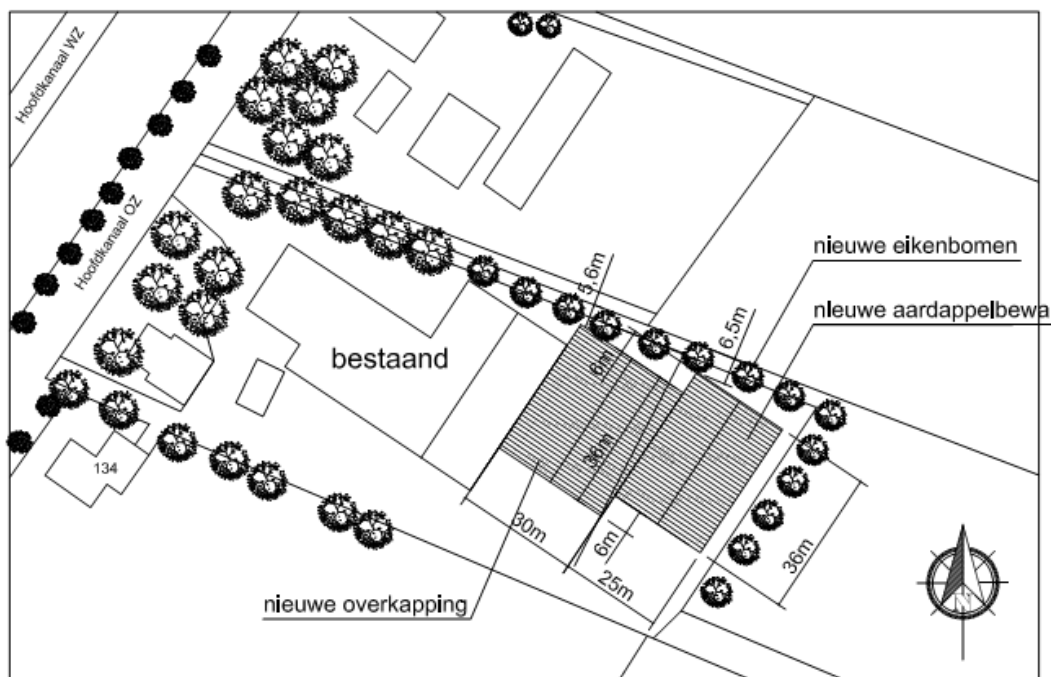 Hoofdkanaal WZ
Hoofdkanaal OZ
nieuwe eikenbomen
5,6m
nieuwe aardappelbewa
6,5m
bestaand
6m
36m
134
30m
6m
36m
25m
nieuwe overkapping
N